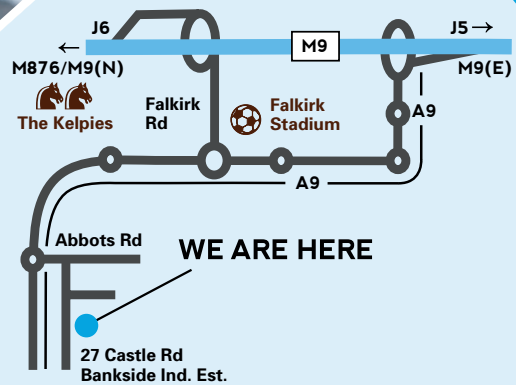 J6
J5 →
M9
← 
M876/M9(N)
M9(E)
The Kelpies
Falkirk
Rd
Falkirk
Stadium
A9
A9
Abbots Rd
WE ARE HERE
27 Castle Rd
Bankside Ind. Est.